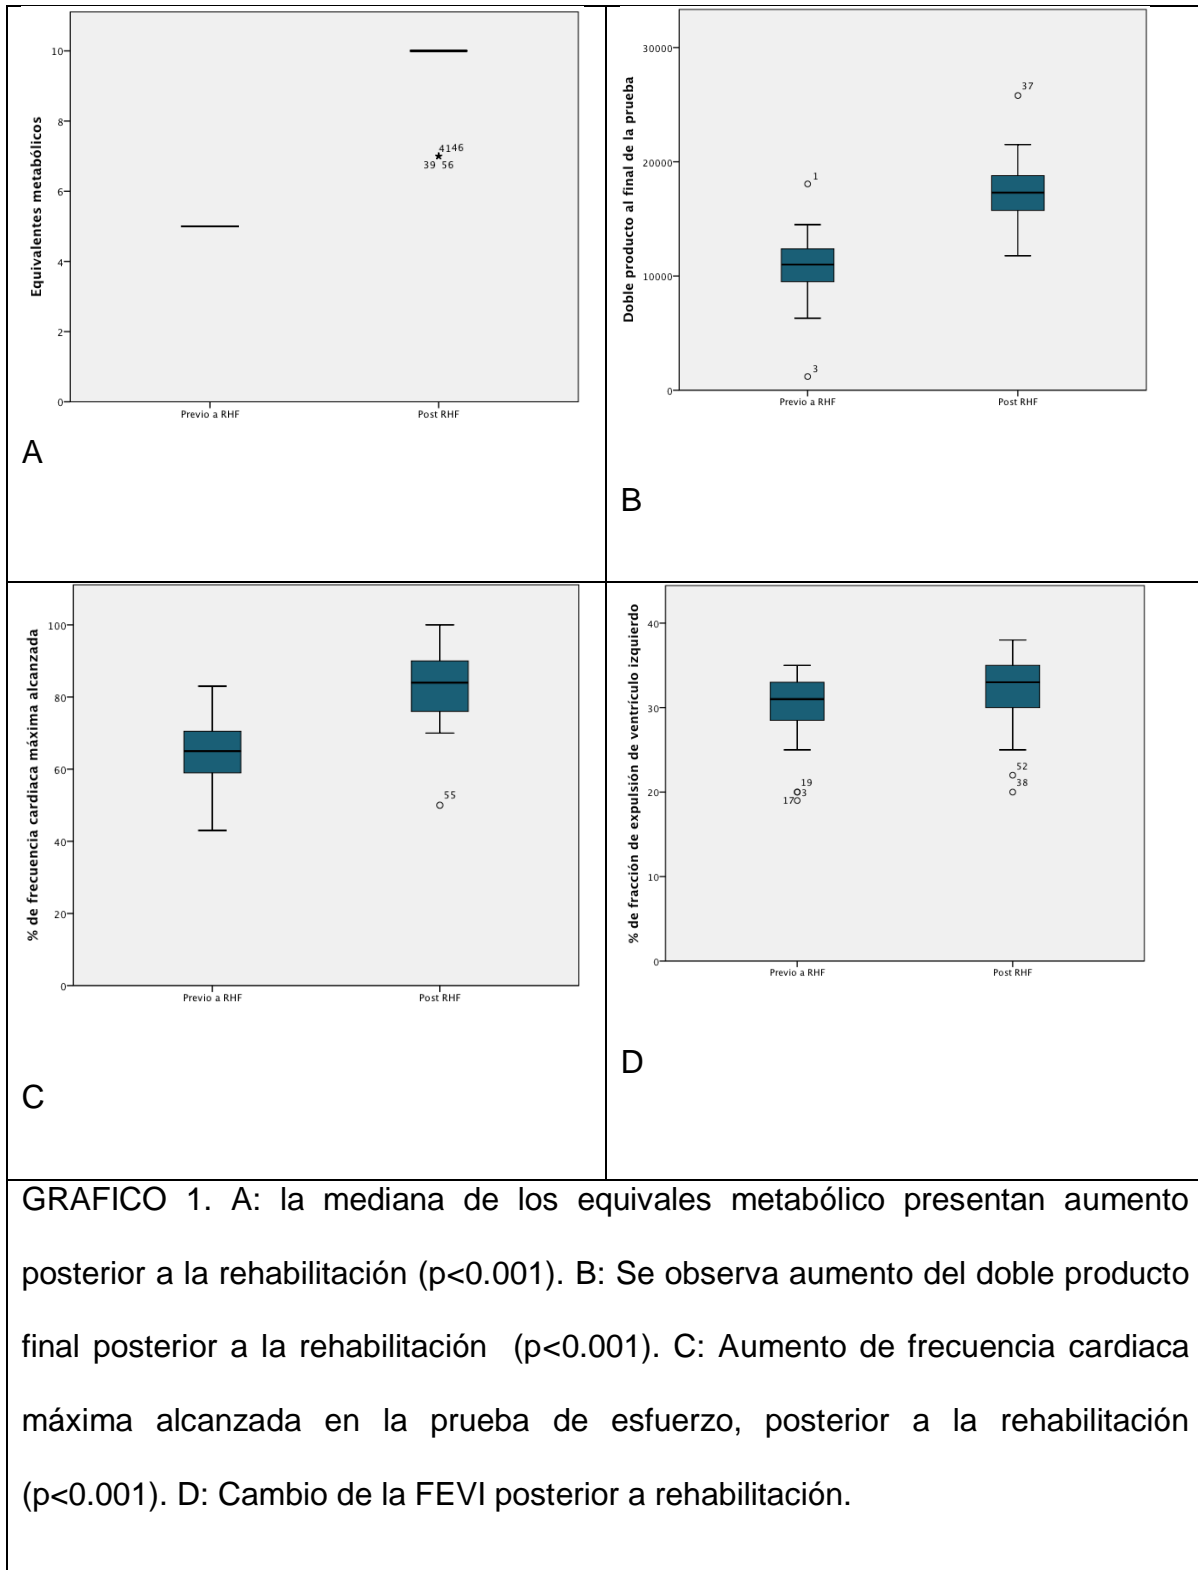 Equivalentes metabólicos
10
8
6
4
2
0
4146
39 56
Previo a RHF
Post RHF
A
Doble producto al final de la prueba
30000
20000
10000
0
1
3
37
Previo a RHF
Post RHF
B
% de frecuencia cardiaca máxima alcanzada
100
80
60
40
20
0
55
Previo a RHF
Post RHF
C
% de fracción de expulsión de ventrículo izquierdo
40
30
20
10
0
19
3
17
52
38
Previo a RHF
Post RHF
D
GRAFICO 1. A: la mediana de los equivales metabólico presentan aumento
posterior a la rehabilitación (p<0.001). B: Se observa aumento del doble producto
final posterior a la rehabilitación (p<0.001). C: Aumento de frecuencia cardiaca
máxima alcanzada en la prueba de esfuerzo, posterior a la rehabilitación
(p<0.001). D: Cambio de la FEVI posterior a rehabilitación.